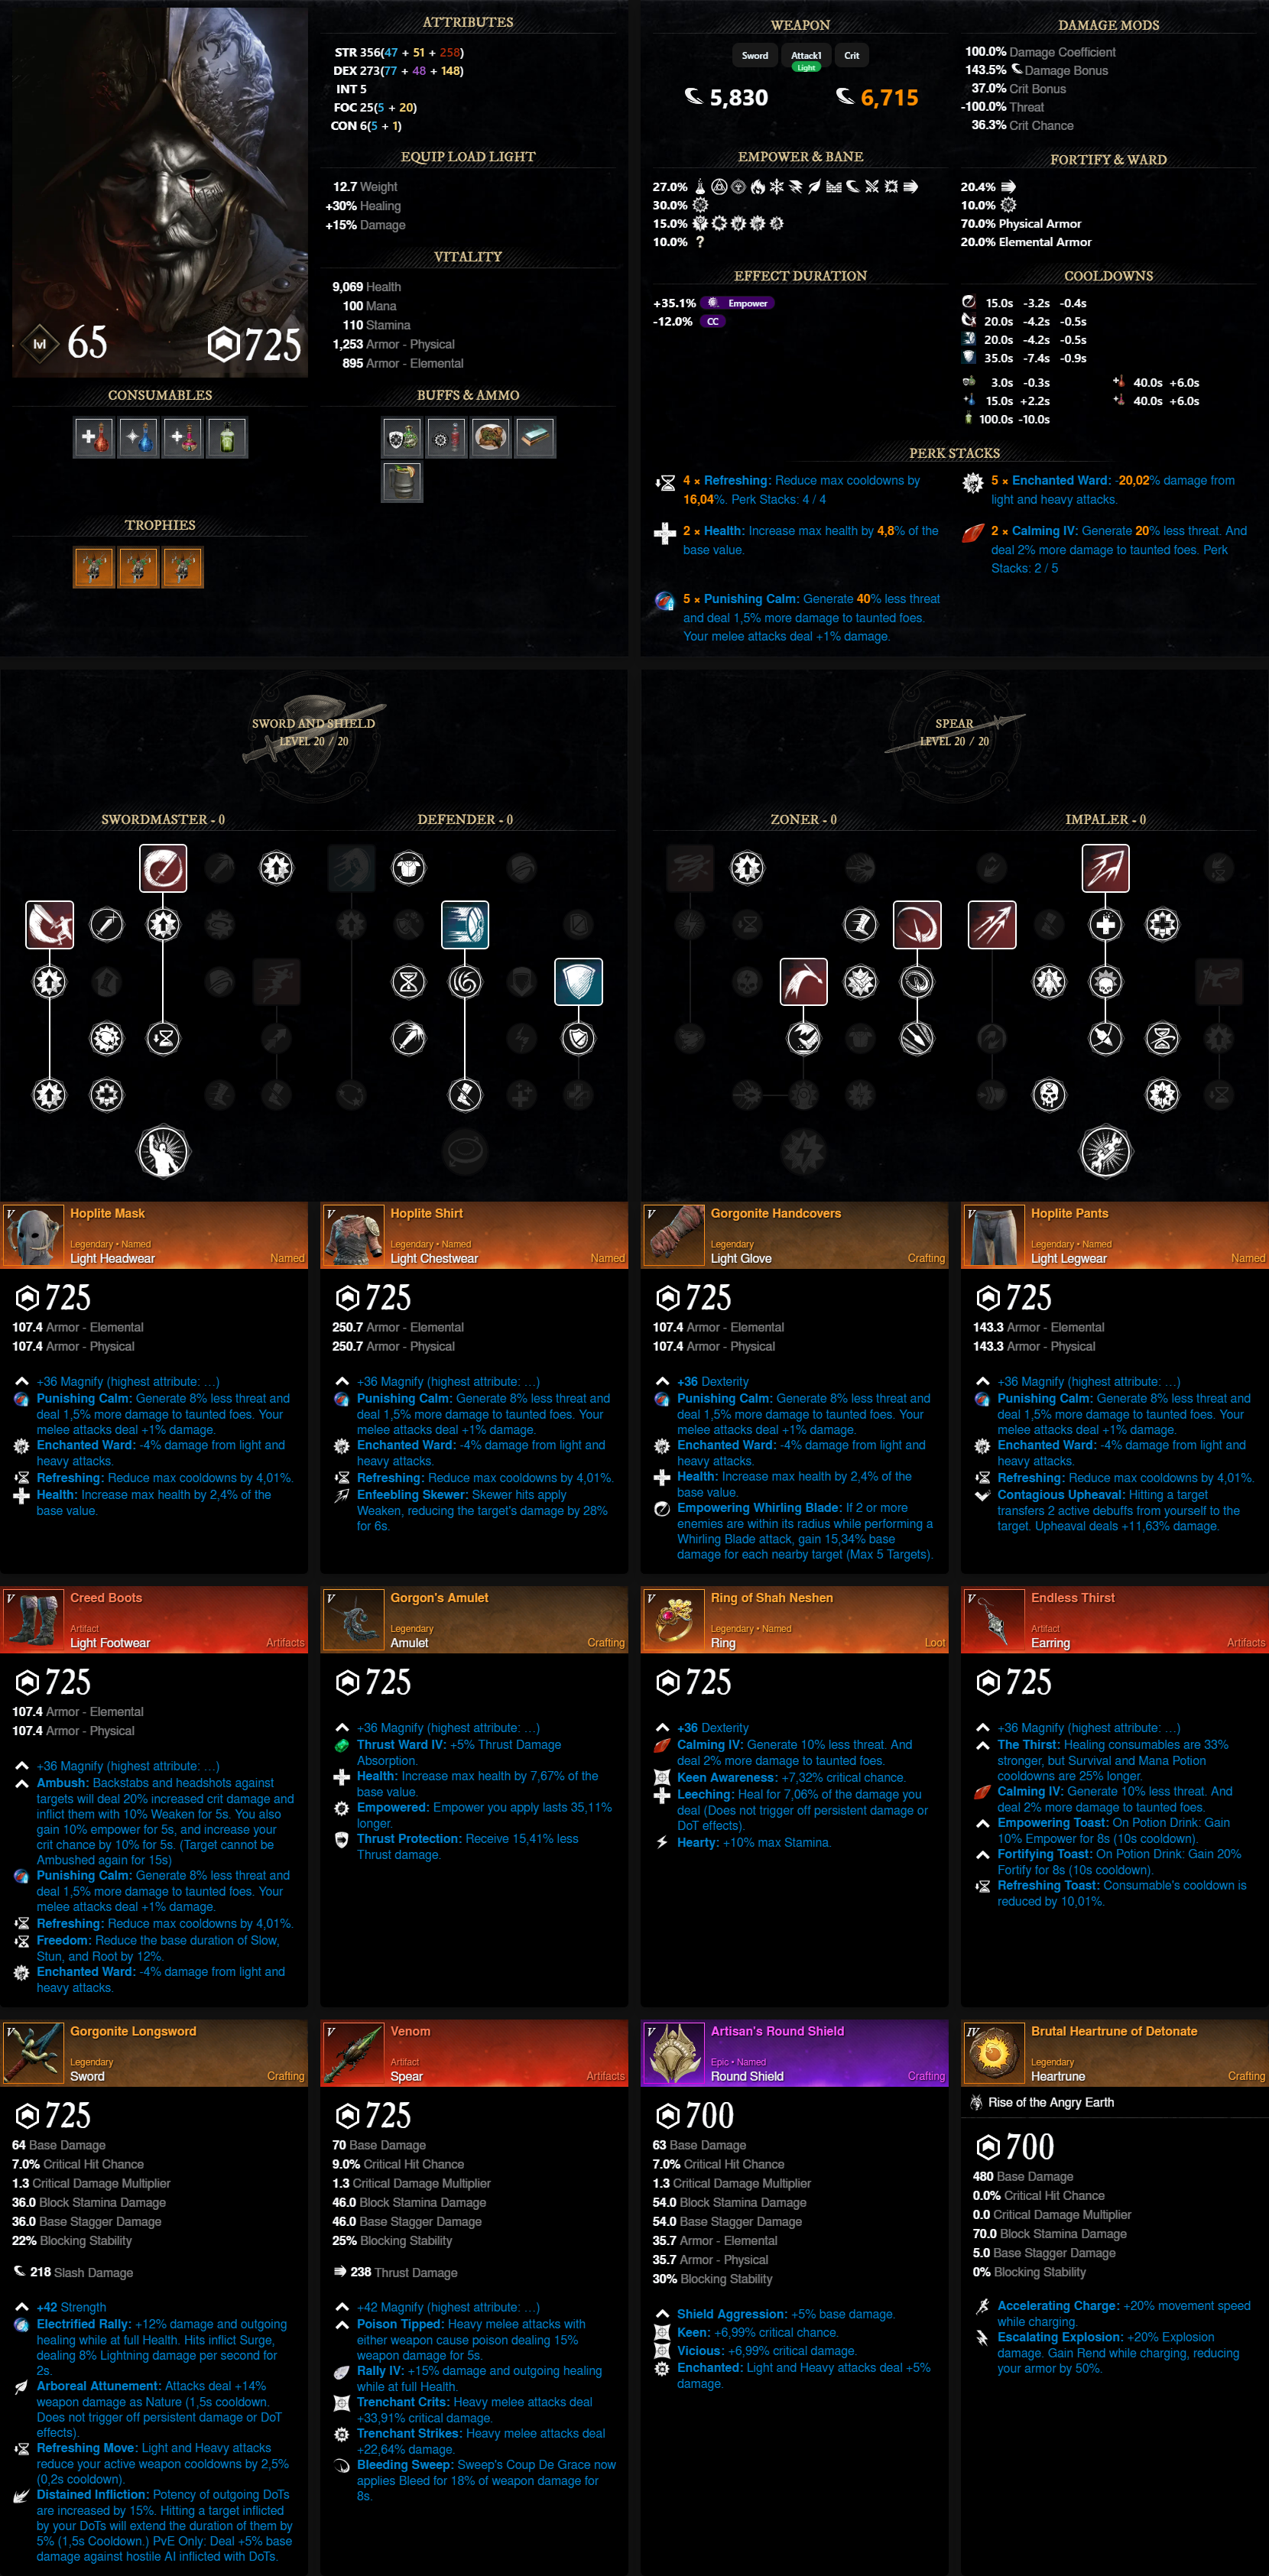 ATTRIBUTES
STR 356(47 + 51 + 258)
DEX 273(77 + 48 + 148)
INT 5
FOC 25(5 + 20)
CON 6(5 + 1)
EQUIP LOAD LIGHT
12.7 Weight
+30% Healing
+15% Damage
VITALITY
9,069 Health
100 Mana
110 Stamina
1,253 Armor - Physical
895 Armor - Elemental
lvl 65
725
CONSUMABLES
BUFFS & AMMO
TROPHIES
WEAPON
Sword
Attack1
Light
Crit
5,830
6,715
DAMAGE MODS
100.0% Damage Coefficient
143.5% Damage Bonus
37.0% Crit Bonus
-100.0% Threat
36.3% Crit Chance
EMPOWER & BANE
27.0%
30.0%
15.0%
10.0% ?
FORTIFY & WARD
20.4%
10.0%
70.0% Physical Armor
20.0% Elemental Armor
EFFECT DURATION
+35.1% Empower
-12.0% CC
COOLDOWNS
15.0s -3.2s -0.4s
20.0s -4.2s -0.5s
20.0s -4.2s -0.5s
35.0s -7.4s -0.9s
3.0s -0.3s
40.0s +6.0s
15.0s +2.2s
40.0s +6.0s
100.0s -10.0s
PERK STACKS
4 × Refreshing: Reduce max cooldowns by
16,04%. Perk Stacks: 4 / 4
5 × Enchanted Ward: -20,02% damage from
light and heavy attacks.
2 × Health: Increase max health by 4,8% of the
base value.
2 × Calming IV: Generate 20% less threat. And
deal 2% more damage to taunted foes. Perk
Stacks: 2 / 5
5 × Punishing Calm: Generate 40% less threat
and deal 1,5% more damage to taunted foes.
Your melee attacks deal +1% damage.
SWORD AND SHIELD
LEVEL 20 / 20
SWORDMASTER - 0
DEFENDER - 0
SPEAR
LEVEL 20 / 20
ZONER - 0
IMPALER - 0
V
Hoplite Mask
Legendary • Named
Light Headwear
Named
725
107.4 Armor - Elemental
107.4 Armor - Physical
+36 Magnify (highest attribute: ...)
Punishing Calm: Generate 8% less threat and
deal 1,5% more damage to taunted foes. Your
melee attacks deal +1% damage.
Enchanted Ward: -4% damage from light and
heavy attacks.
Refreshing: Reduce max cooldowns by 4,01%.
Health: Increase max health by 2,4% of the
base value.
V
Hoplite Shirt
Legendary • Named
Light Chestwear
Named
725
250.7 Armor - Elemental
250.7 Armor - Physical
+36 Magnify (highest attribute: ...)
Punishing Calm: Generate 8% less threat and
deal 1,5% more damage to taunted foes. Your
melee attacks deal +1% damage.
Enchanted Ward: -4% damage from light and
heavy attacks.
Refreshing: Reduce max cooldowns by 4,01%.
Enfeebling Skewer: Skewer hits apply
Weaken, reducing the target's damage by 28%
for 6s.
V
Gorgonite Handcovers
Legendary
Light Glove
Crafting
725
107.4 Armor - Elemental
107.4 Armor - Physical
+36 Dexterity
Punishing Calm: Generate 8% less threat and
deal 1,5% more damage to taunted foes. Your
melee attacks deal +1% damage.
Enchanted Ward: -4% damage from light and
heavy attacks.
Health: Increase max health by 2,4% of the
base value.
Empowering Whirling Blade: If 2 or more
enemies are within its radius while performing a
Whirling Blade attack, gain 15,34% base
damage for each nearby target (Max 5 Targets).
V
Hoplite Pants
Legendary • Named
Light Legwear
Named
725
143.3 Armor - Elemental
143.3 Armor - Physical
+36 Magnify (highest attribute: ...)
Punishing Calm: Generate 8% less threat and
deal 1,5% more damage to taunted foes. Your
melee attacks deal +1% damage.
Enchanted Ward: -4% damage from light and
heavy attacks.
Refreshing: Reduce max cooldowns by 4,01%.
Contagious Upheaval: Hitting a target
transfers 2 active debuffs from yourself to the
target. Upheaval deals +11,63% damage.
V
Creed Boots
Artifact
Light Footwear
Artifacts
725
107.4 Armor - Elemental
107.4 Armor - Physical
+36 Magnify (highest attribute: ...)
Ambush: Backstabs and headshots against
targets will deal 20% increased crit damage and
inflict them with 10% Weaken for 5s. You also
gain 10% empower for 5s, and increase your
crit chance by 10% for 5s. (Target cannot be
Ambushed again for 15s)
Punishing Calm: Generate 8% less threat and
deal 1,5% more damage to taunted foes. Your
melee attacks deal +1% damage.
Refreshing: Reduce max cooldowns by 4,01%.
Freedom: Reduce the base duration of Slow,
Stun, and Root by 12%.
Enchanted Ward: -4% damage from light and
heavy attacks.
V
Gorgon's Amulet
Legendary
Amulet
Crafting
725
+36 Magnify (highest attribute: ...)
Thrust Ward IV: +5% Thrust Damage
Absorption.
Health: Increase max health by 7,67% of the
base value.
Empowered: Empower you apply lasts 35,11%
longer.
Thrust Protection: Receive 15,41% less
Thrust damage.
V
Ring of Shah Neshen
Legendary • Named
Ring
Loot
725
+36 Dexterity
Calming IV: Generate 10% less threat. And
deal 2% more damage to taunted foes.
Keen Awareness: +7,32% critical chance.
Leeching: Heal for 7,06% of the damage you
deal (Does not trigger off persistent damage or
DoT effects).
Hearty: +10% max Stamina.
V
Endless Thirst
Artifact
Earring
Artifacts
725
+36 Magnify (highest attribute: ...)
The Thirst: Healing consumables are 33%
stronger, but Survival and Mana Potion
cooldowns are 25% longer.
Calming IV: Generate 10% less threat. And
deal 2% more damage to taunted foes.
Empowering Toast: On Potion Drink: Gain
10% Empower for 8s (10s cooldown).
Fortifying Toast: On Potion Drink: Gain 20%
Fortify for 8s (10s cooldown).
Refreshing Toast: Consumable's cooldown is
reduced by 10,01%.
V
Gorgonite Longsword
Legendary
Sword
Crafting
725
64 Base Damage
7.0% Critical Hit Chance
1.3 Critical Damage Multiplier
36.0 Block Stamina Damage
36.0 Base Stagger Damage
22% Blocking Stability
218 Slash Damage
+42 Strength
Electrified Rally: +12% damage and outgoing
healing while at full Health. Hits inflict Surge,
dealing 8% Lightning damage per second for
2s.
Arboreal Attunement: Attacks deal +14%
weapon damage as Nature (1,5s cooldown.
Does not trigger off persistent damage or DoT
effects).
Refreshing Move: Light and Heavy attacks
reduce your active weapon cooldowns by 2,5%
(0,2s cooldown).
Distained Infliction: Potency of outgoing DoTs
are increased by 15%. Hitting a target inflicted
by your DoTs will extend the duration of them by
5% (1,5s Cooldown.) PvE Only: Deal +5% base
damage against hostile AI inflicted with DoTs.
V
Venom
Artifact
Spear
Artifacts
725
70 Base Damage
9.0% Critical Hit Chance
1.3 Critical Damage Multiplier
46.0 Block Stamina Damage
46.0 Base Stagger Damage
25% Blocking Stability
238 Thrust Damage
+42 Magnify (highest attribute: ...)
Poison Tipped: Heavy melee attacks with
either weapon cause poison dealing 15%
weapon damage for 5s.
Rally IV: +15% damage and outgoing healing
while at full Health.
Trenchant Crits: Heavy melee attacks deal
+33,91% critical damage.
Trenchant Strikes: Heavy melee attacks deal
+22,64% damage.
Bleeding Sweep: Sweep's Coup De Grace now
applies Bleed for 18% of weapon damage for
8s.
V
Artisan's Round Shield
Epic • Named
Round Shield
Crafting
700
63 Base Damage
7.0% Critical Hit Chance
1.3 Critical Damage Multiplier
54.0 Block Stamina Damage
54.0 Base Stagger Damage
35.7 Armor - Elemental
35.7 Armor - Physical
30% Blocking Stability
Shield Aggression: +5% base damage.
Keen: +6,99% critical chance.
Vicious: +6,99% critical damage.
Enchanted: Light and Heavy attacks deal +5%
damage.
IV
Brutal Heartrune of Detonate
Legendary
Heartrune
Crafting
Rise of the Angry Earth
700
480 Base Damage
0.0% Critical Hit Chance
0.0 Critical Damage Multiplier
70.0 Block Stamina Damage
5.0 Base Stagger Damage
0% Blocking Stability
Accelerating Charge: +20% movement speed
while charging.
Escalating Explosion: +20% Explosion
damage. Gain Rend while charging, reducing
your armor by 50%.